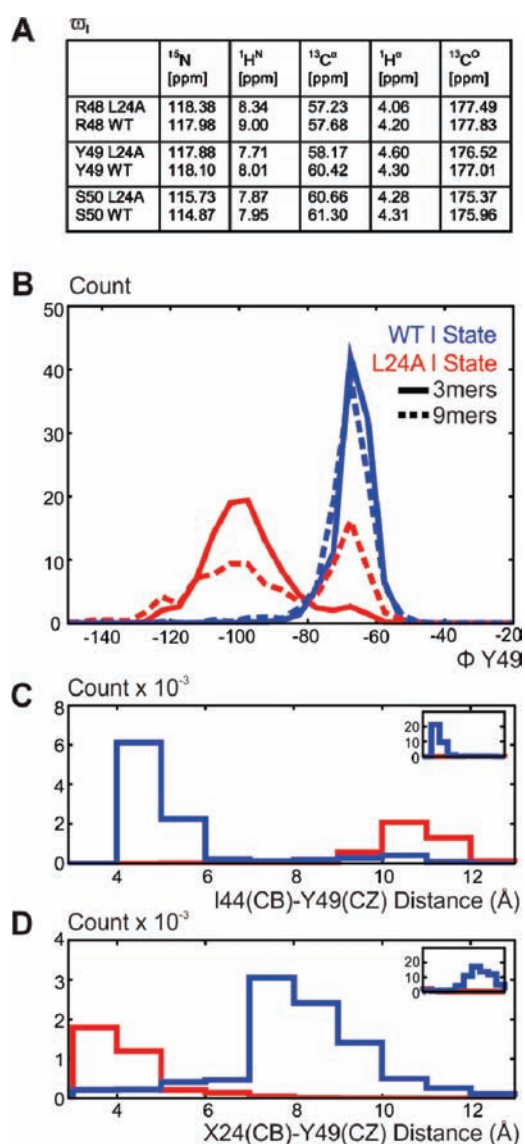 A
ϖI
15N 1HN 13Cα 1Hα 13CO
[ppm] [ppm] [ppm] [ppm] [ppm]
R48 L24A 118.38 8.34 57.23 4.06 177.49
R48 WT 117.98 9.00 57.68 4.20 177.83
Y49 L24A 117.88 7.71 58.17 4.60 176.52
Y49 WT 118.10 8.01 60.42 4.30 177.01
S50 L24A 115.73 7.87 60.66 4.28 175.37
S50 WT 114.87 7.95 61.30 4.31 175.96
B Count
50
40
30
20
10
0
WT I State
L24A I State
3mers
9mers
-140 -120 -100 -80 -60 -40 -20
Φ Y49
C Count x 10-3
8
6
4
2
0
20
10
0
4 6 8 10 12
I44(CB)-Y49(CZ) Distance (Å)
D Count x 10-3
4
3
2
1
0
20
10
0
4 6 8 10 12
X24(CB)-Y49(CZ) Distance (Å)